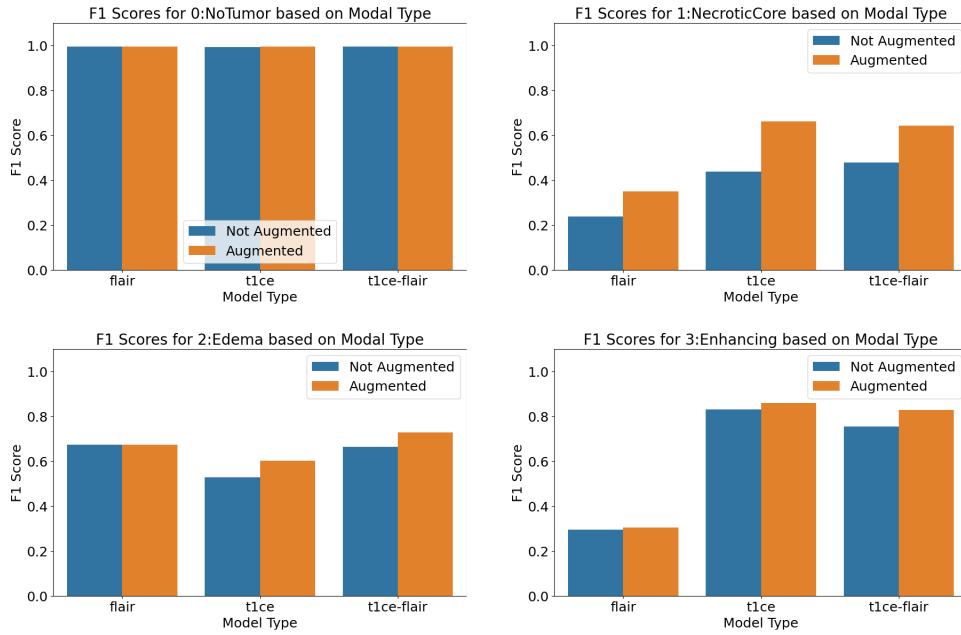 F1 Scores for 0:NoTumor based on Modal Type
1.0
0.8
0.6
0.4
0.2
0.0
F1 Score
Not Augmented
Augmented
flair
t1ce
t1ce-flair
Model Type
F1 Scores for 1:NecroticCore based on Modal Type
1.0
0.8
0.6
0.4
0.2
0.0
F1 Score
Not Augmented
Augmented
flair
t1ce
t1ce-flair
Model Type
F1 Scores for 2:Edema based on Modal Type
1.0
0.8
0.6
0.4
0.2
0.0
F1 Score
Not Augmented
Augmented
flair
t1ce
t1ce-flair
Model Type
F1 Scores for 3:Enhancing based on Modal Type
1.0
0.8
0.6
0.4
0.2
0.0
F1 Score
Not Augmented
Augmented
flair
t1ce
t1ce-flair
Model Type